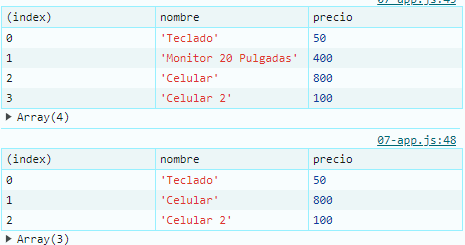 07-app.js:45
(index) nombre precio
0 'Teclado' 50
1 'Monitor 20 Pulgadas' 400
2 'Celular' 800
3 'Celular 2' 100
▶ Array(4)
07-app.js:48
(index) nombre precio
0 'Teclado' 50
1 'Celular' 800
2 'Celular 2' 100
▶ Array(3)